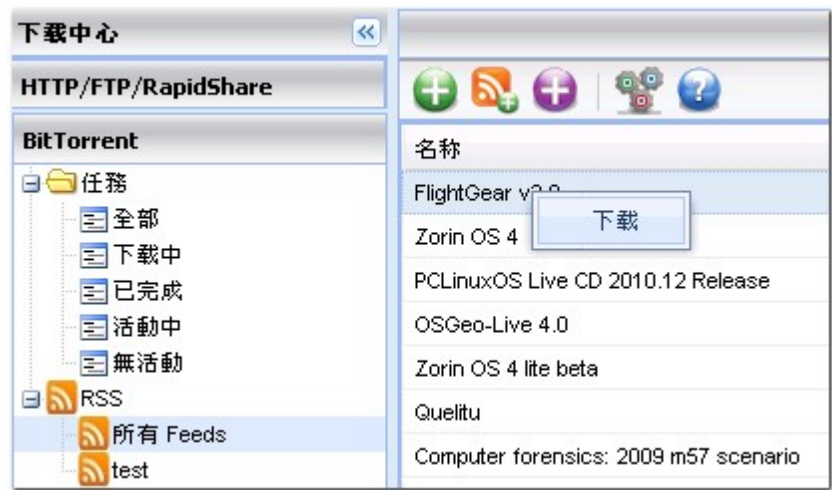 下载中心
HTTP/FTP/RapidShare
BitTorrent
任務
全部
下載中
已完成
活動中
無活動
RSS
所有 Feeds
test
名称
FlightGear
下载
Zorin OS 4
PCLinuxOS Live CD 2010.12 Release
OSGeo-Live 4.0
Zorin OS 4 lite beta
Quelitu
Computer forensics: 2009 m57 scenario